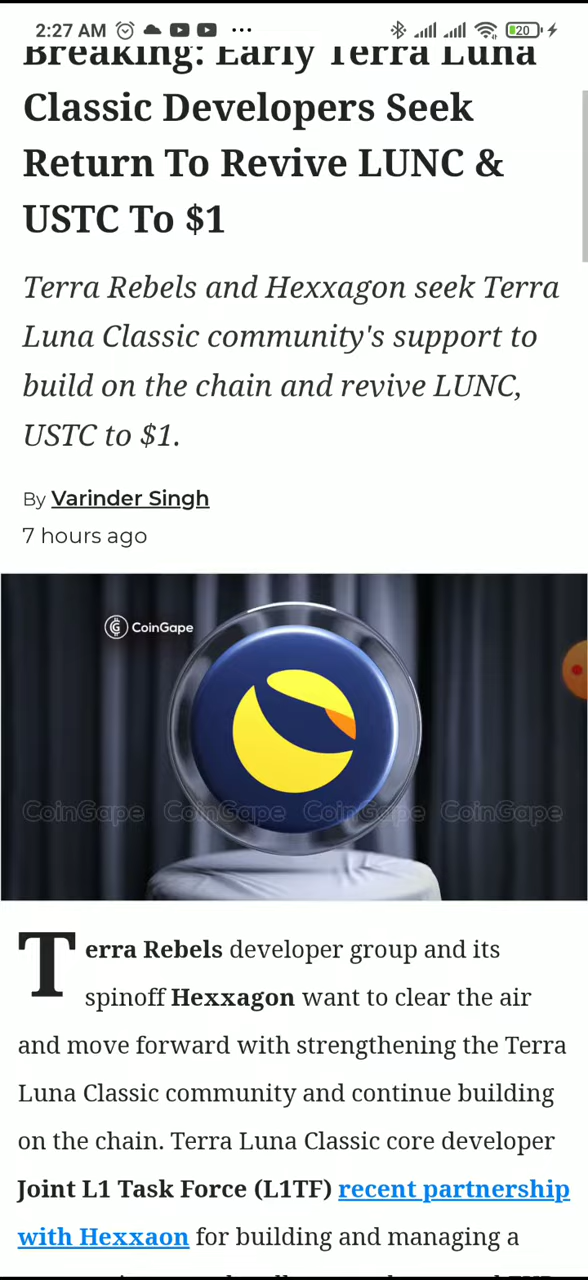 2:27 AM
20
Breaking: Early Terra Luna
Classic Developers Seek
Return To Revive LUNC &
USTC To $1
Terra Rebels and Hexxagon seek Terra
Luna Classic community's support to
build on the chain and revive LUNC,
USTC to $1.
By Varinder Singh
7 hours ago
CoinGape
CoinGape CoinGape CoinGape CoinGape
Terra Rebels developer group and its
spinoff Hexxagon want to clear the air
and move forward with strengthening the Terra
Luna Classic community and continue building
on the chain. Terra Luna Classic core developer
Joint L1 Task Force (L1TF) recent partnership
with Hexxaon for building and managing a